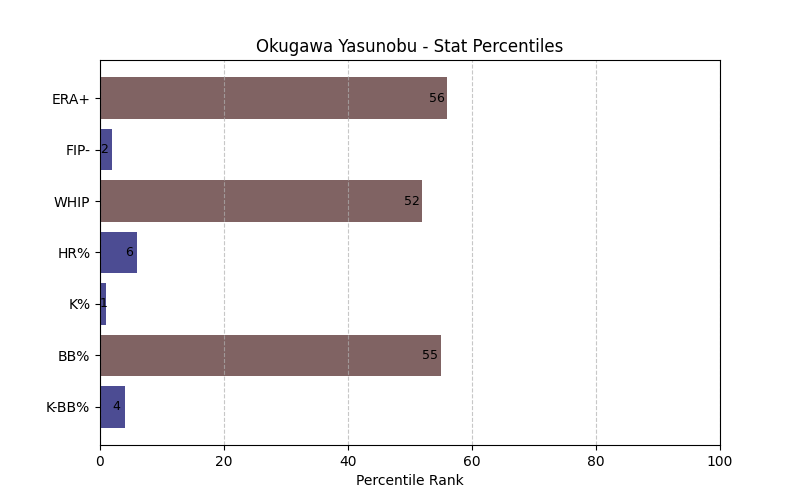 Okugawa Yasunobu - Stat Percentiles
ERA+ 56
FIP- 2
WHIP 52
HR% 6
K% 1
BB% 55
K-BB% 4
0 20 40 60 80 100
Percentile Rank